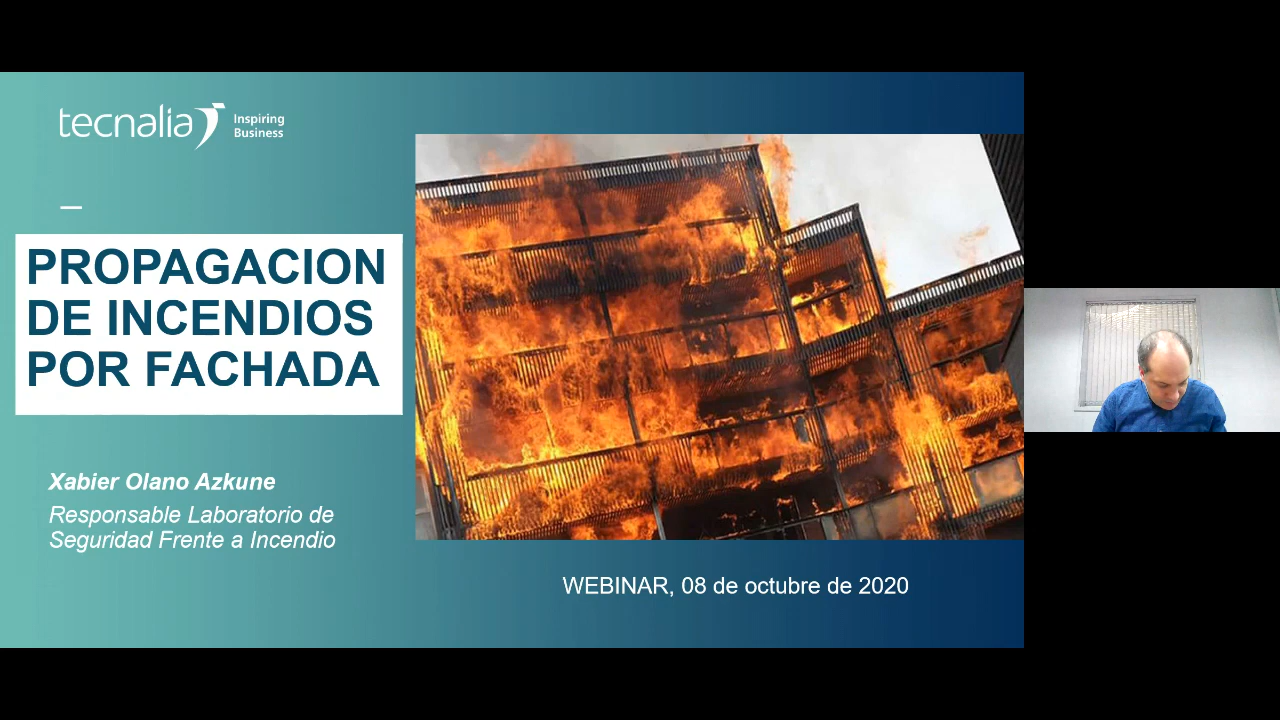 tecnalia
Inspiring
Business
PROPAGACION
DE INCENDIOS
POR FACHADA
Xabier Olano Azkune
Responsable Laboratorio de
Seguridad Frente a Incendio
WEBINAR, 08 de octubre de 2020